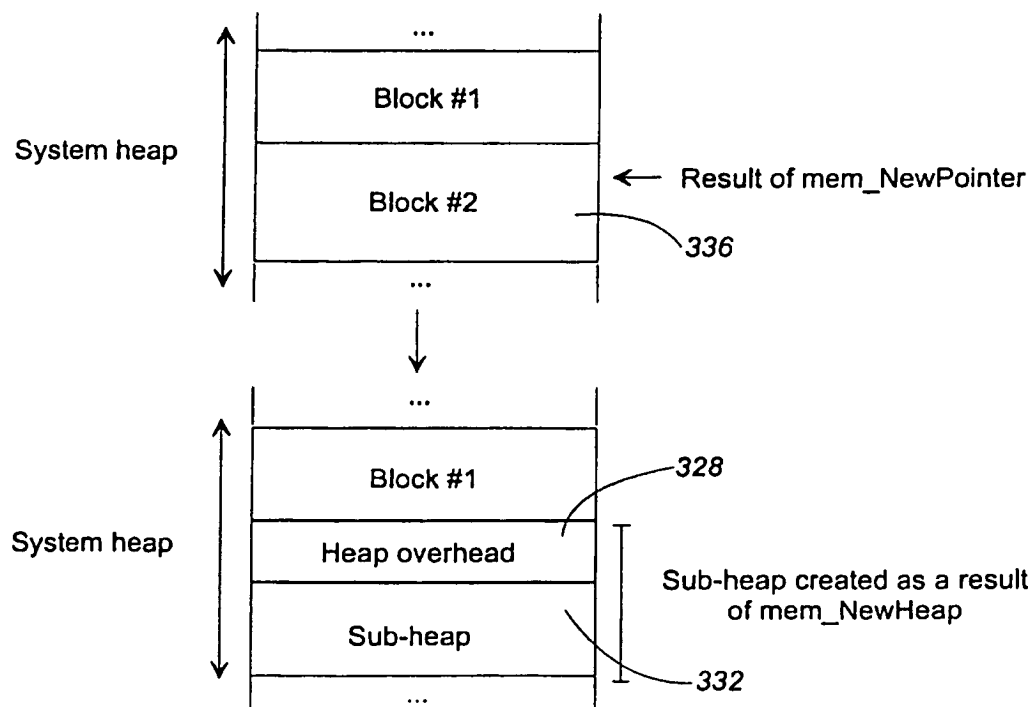 ...
Block #1
System heap
Block #2
Result of mem_NewPointer
336
...
...
Block #1
328
System heap
Heap overhead
Sub-heap created as a result
of mem_NewHeap
Sub-heap
332
...